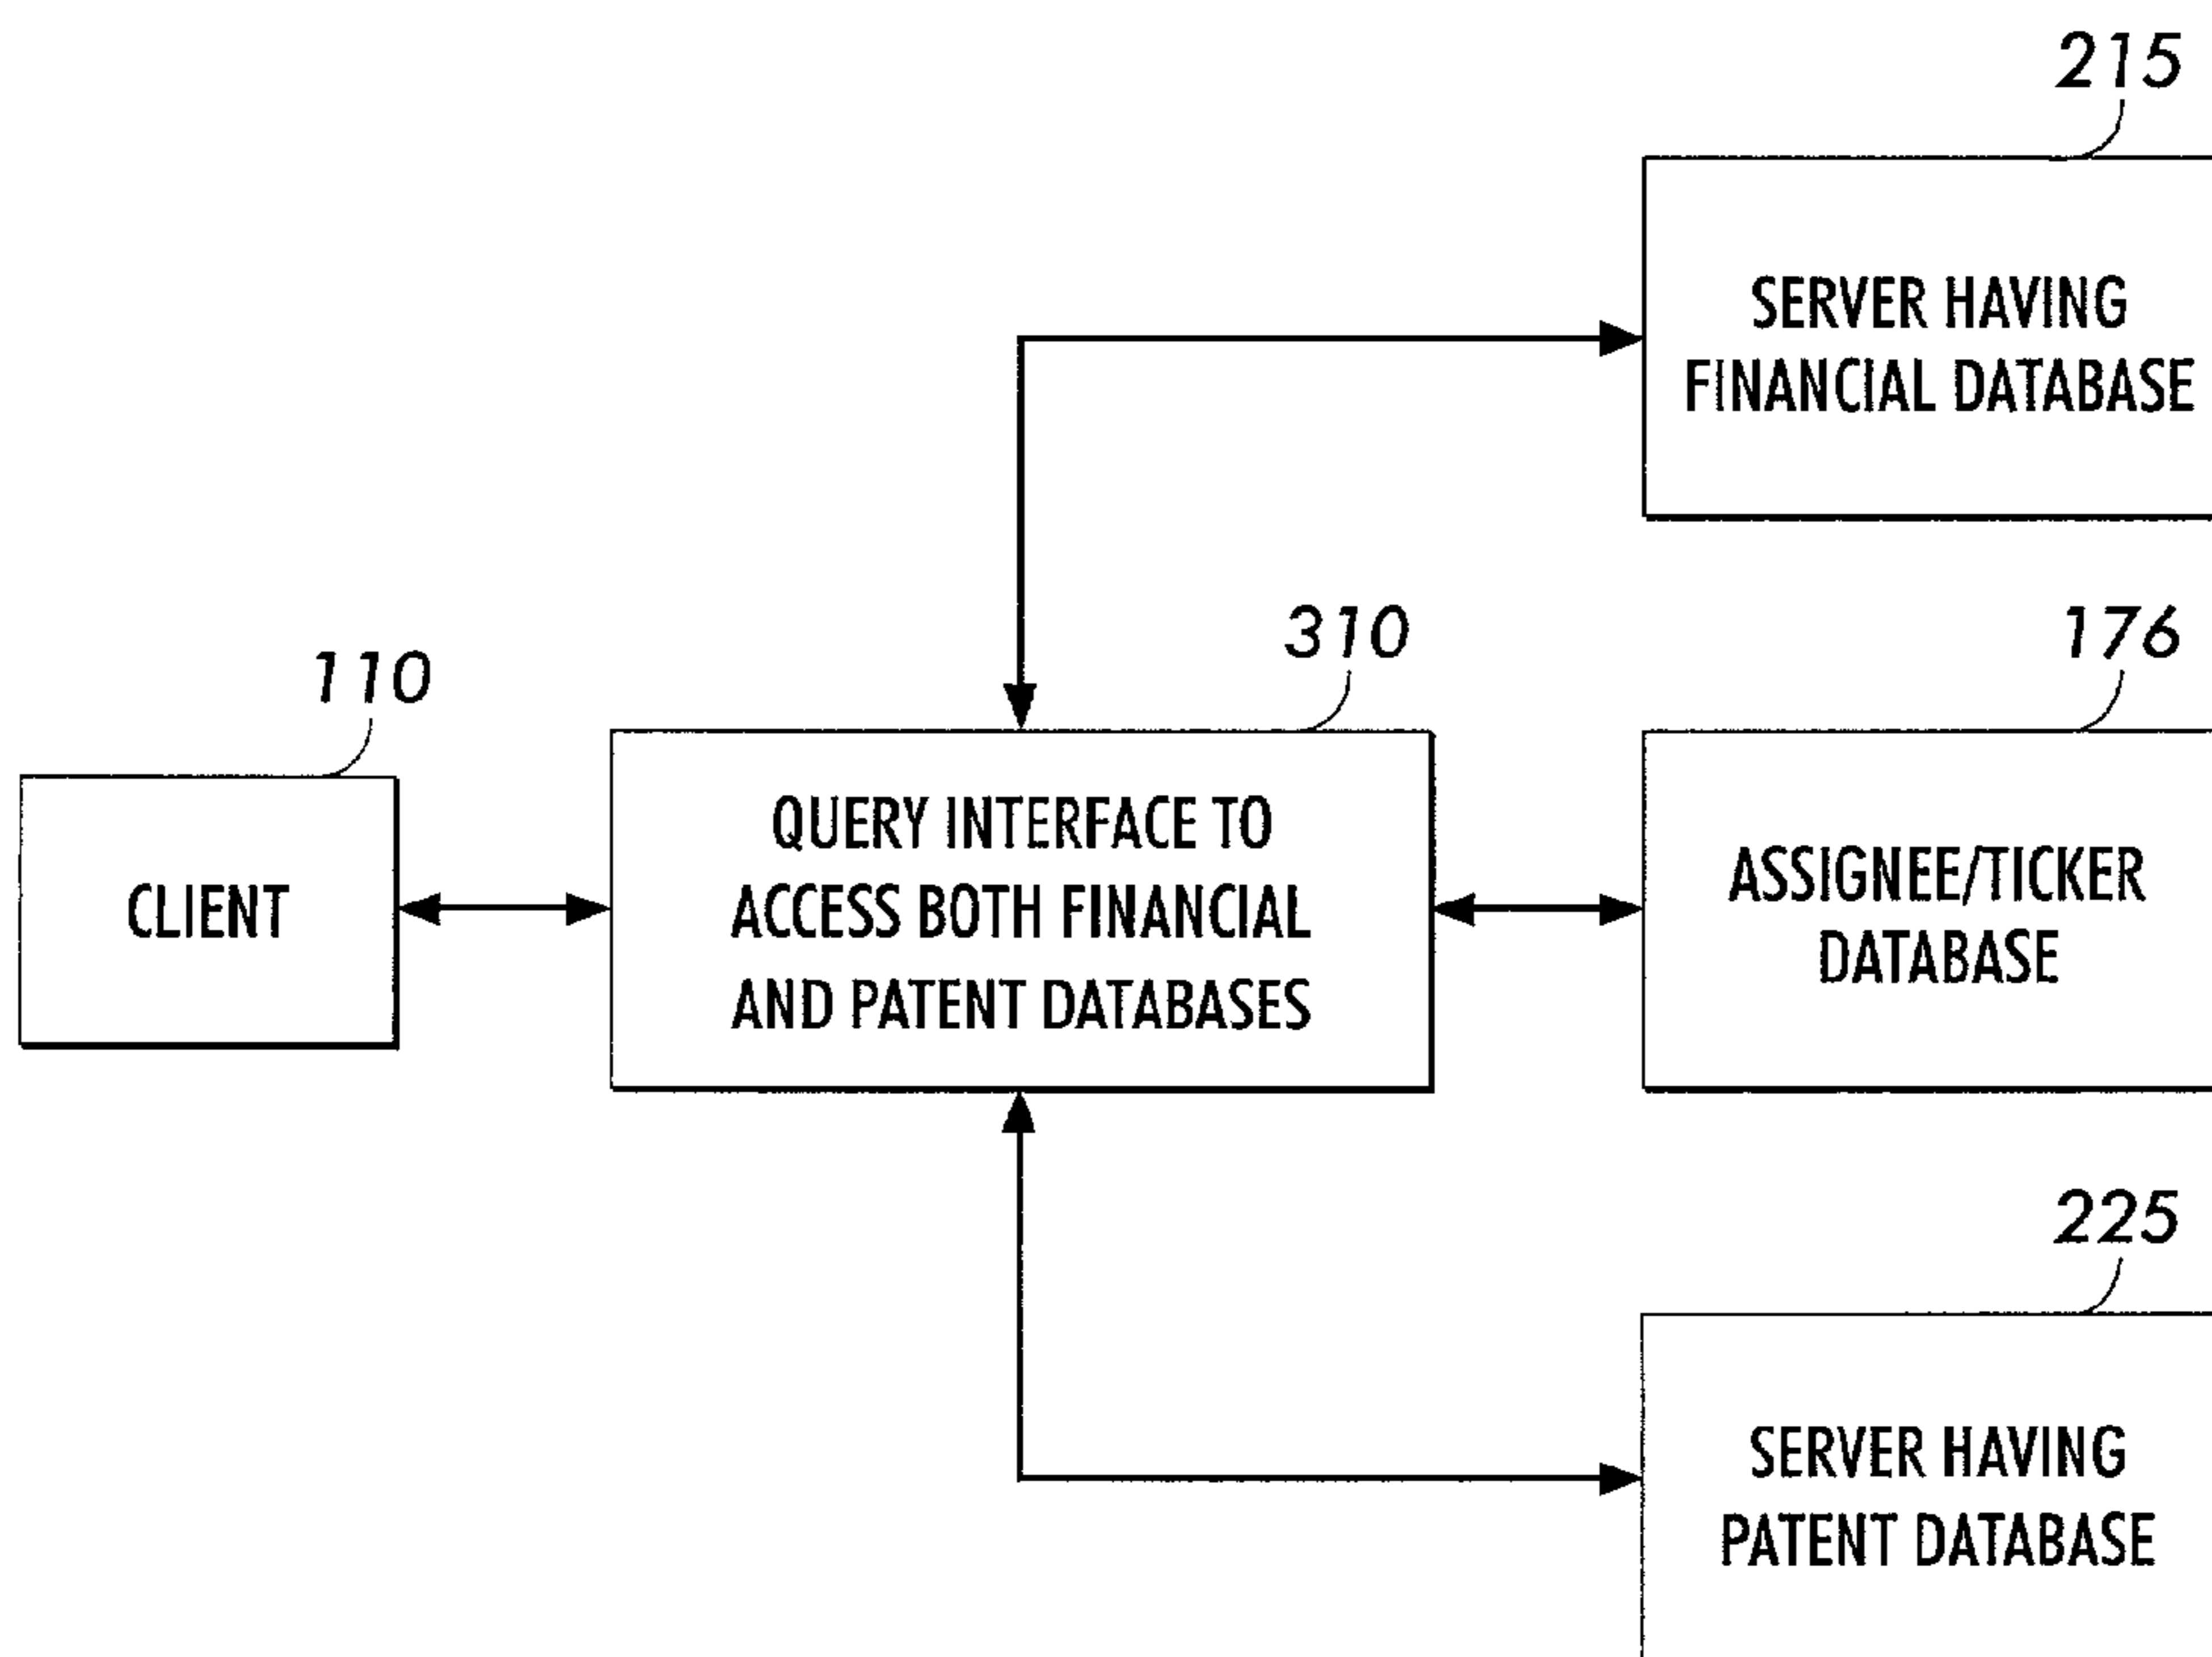 215
SERVER HAVING
FINANCIAL DATABASE
310
176
110
QUERY INTERFACE TO
ACCESS BOTH FINANCIAL
AND PATENT DATABASES
CLIENT
ASSIGNEE/TICKER
DATABASE
225
SERVER HAVING
PATENT DATABASE